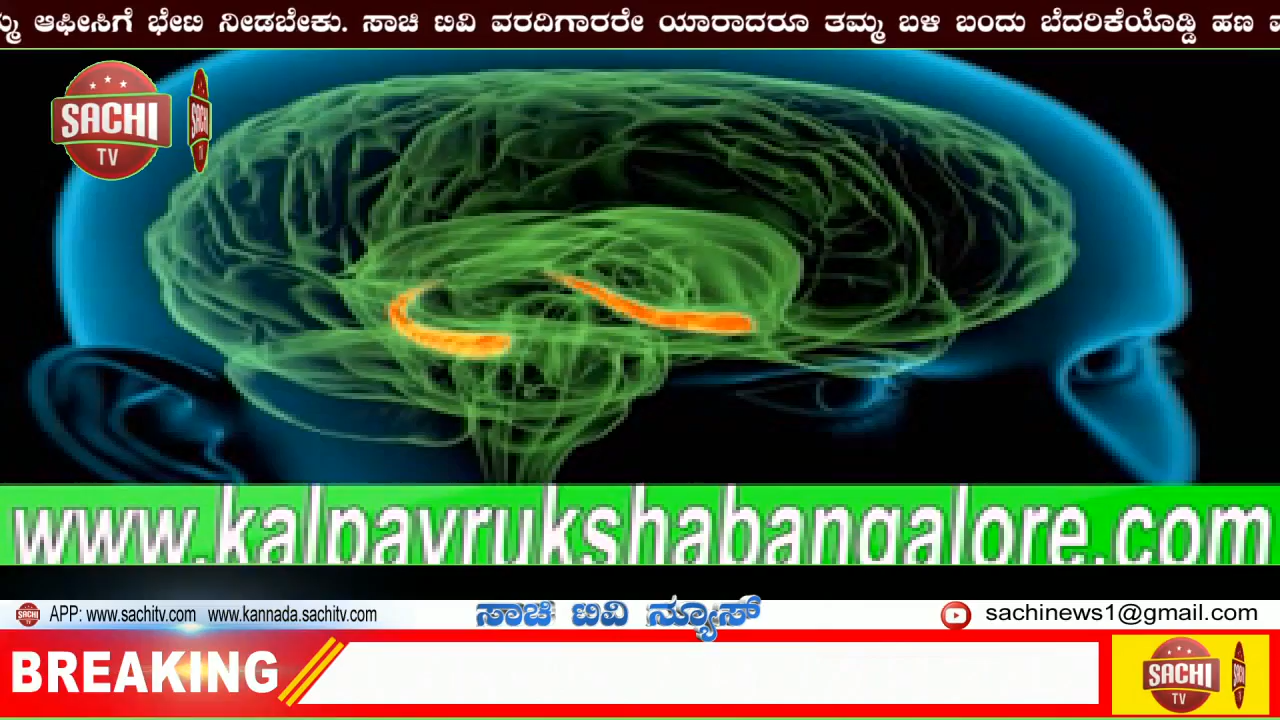 ಆಫೀಸಿಗೆ ಭೇಟಿ ನೀಡಬೇಕು. ಸಾಚಿ ಟಿವಿ ವರದಿಗಾರರೇ ಯಾರಾದರೂ ತಮ್ಮ ಬಳಿ ಬಂದು ಬೆದರಿಕೆಯೊಡ್ಡಿ ಹಣ
SACHI
TV
www.kalpavrukshabangalore.com
SACHI APP: www.sachitv.com www.kannada.sachitv.com
ಸಾಚಿ ಟಿವಿ ನ್ಯೂಸ್
sachinews1@gmail.com
BREAKING
SACHI
TV